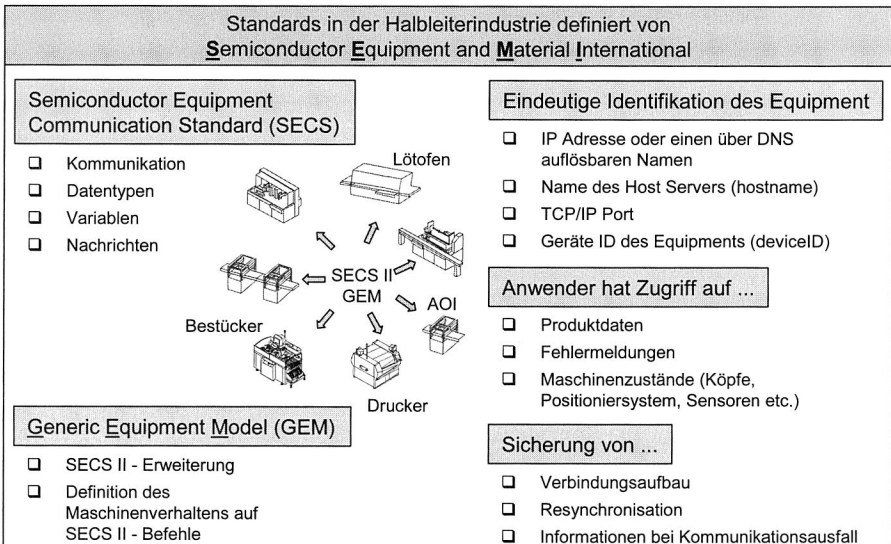 Standards in der Halbleiterindustrie definiert von
Semiconductor Equipment and Material International
Semiconductor Equipment
Communication Standard (SECS)
❑ Kommunikation
❑ Datentypen
❑ Variablen
❑ Nachrichten
Lötofen
SECS II
GEM
AOI
Bestücker
Drucker
Generic Equipment Model (GEM)
❑ SECS II - Erweiterung
❑ Definition des
Maschinenverhaltens auf
SECS II - Befehle
Eindeutige Identifikation des Equipment
❑ IP Adresse oder einen über DNS
auflösbaren Namen
❑ Name des Host Servers (hostname)
❑ TCP/IP Port
❑ Geräte ID des Equipments (deviceID)
Anwender hat Zugriff auf ...
❑ Produktdaten
❑ Fehlermeldungen
❑ Maschinenzustände (Köpfe,
Positioniersystem, Sensoren etc.)
Sicherung von ...
❑ Verbindungsaufbau
❑ Resynchronisation
❑ Informationen bei Kommunikationsausfall